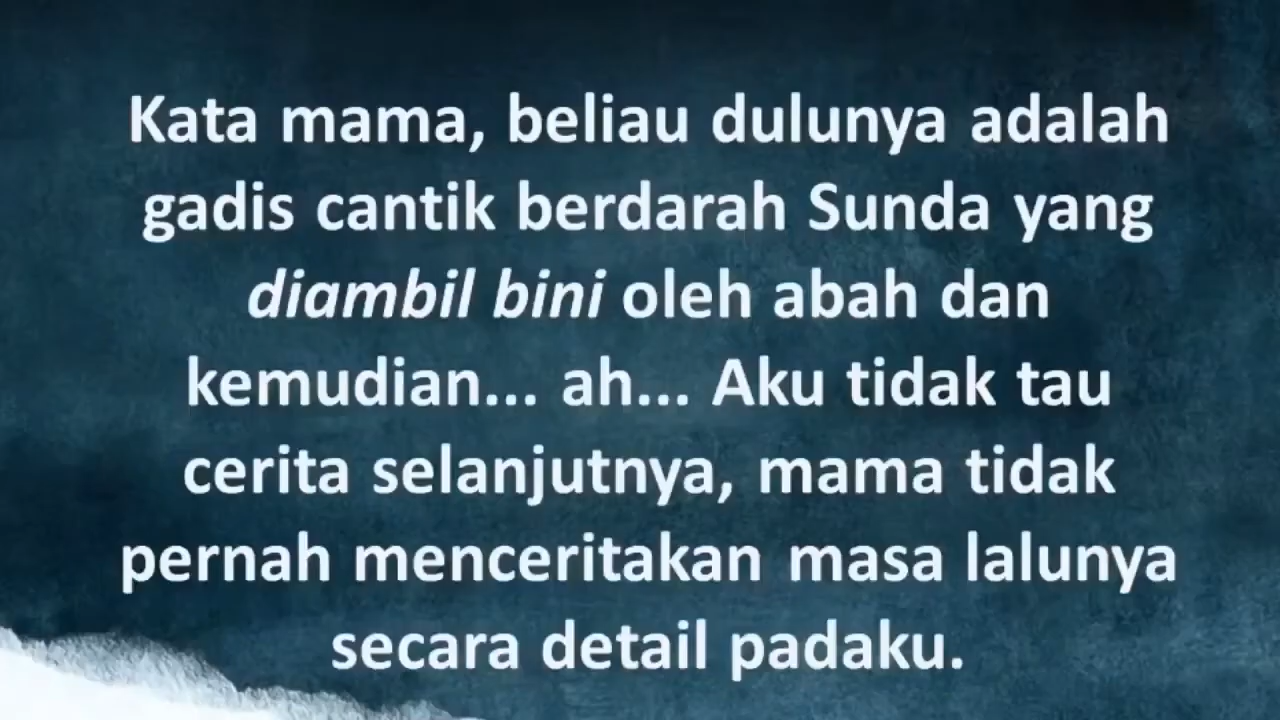 Kata mama, beliau dulunya adalah
gadis cantik berdarah Sunda yang
diambil bini oleh abah dan
kemudian... ah... Aku tidak tau
cerita selanjutnya, mama tidak
pernah menceritakan masa lalunya
secara detail padaku.